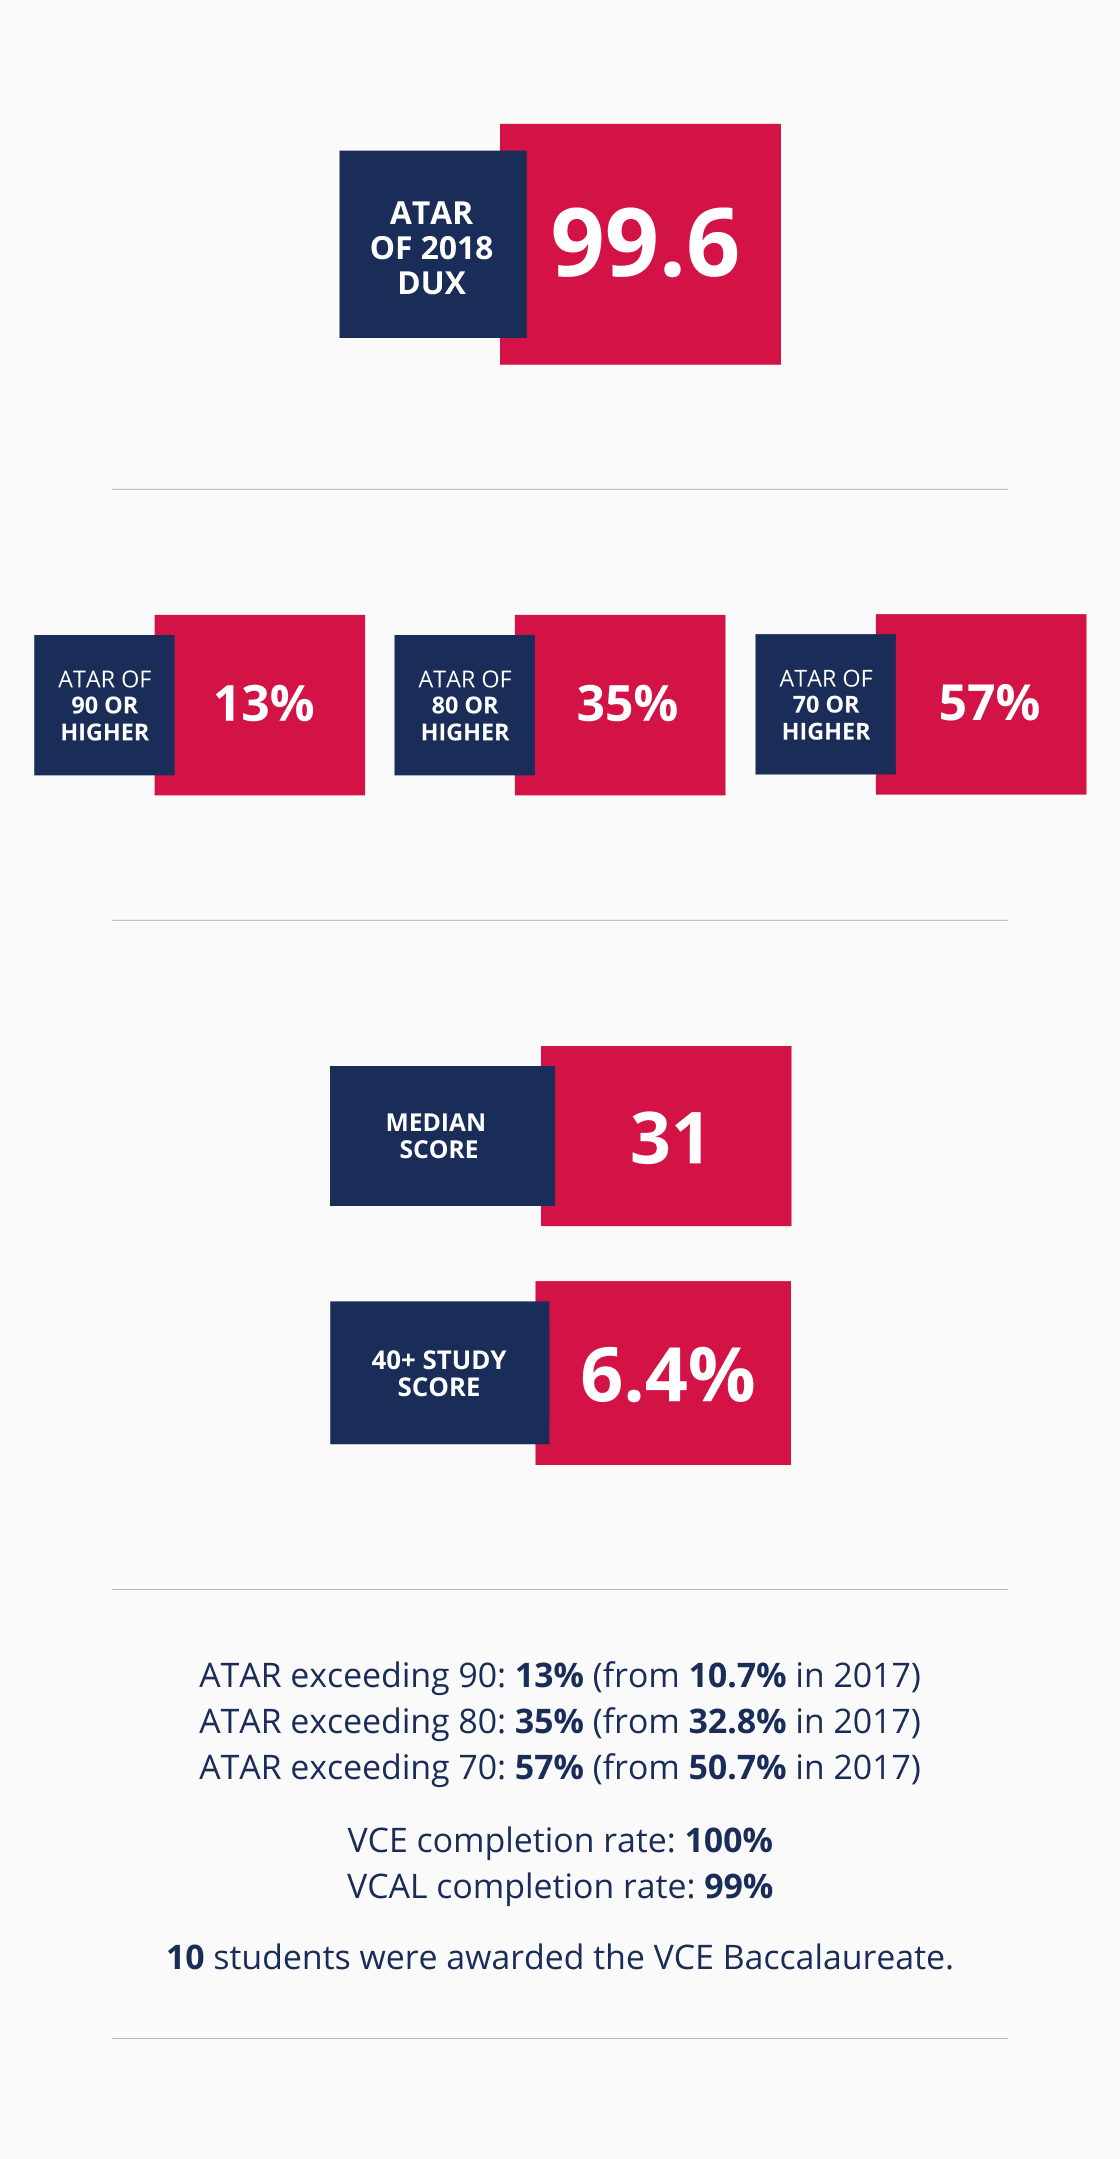 ATAR
OF 2018
DUX
99.6
ATAR OF
90 OR
HIGHER
13%
ATAR OF
80 OR
HIGHER
35%
ATAR OF
70 OR
HIGHER
57%
MEDIAN
SCORE
31
40+ STUDY
SCORE
6.4%
ATAR exceeding 90: 13% (from 10.7% in 2017)
ATAR exceeding 80: 35% (from 32.8% in 2017)
ATAR exceeding 70: 57% (from 50.7% in 2017)
VCE completion rate: 100%
VCAL completion rate: 99%
10 students were awarded the VCE Baccalaureate.